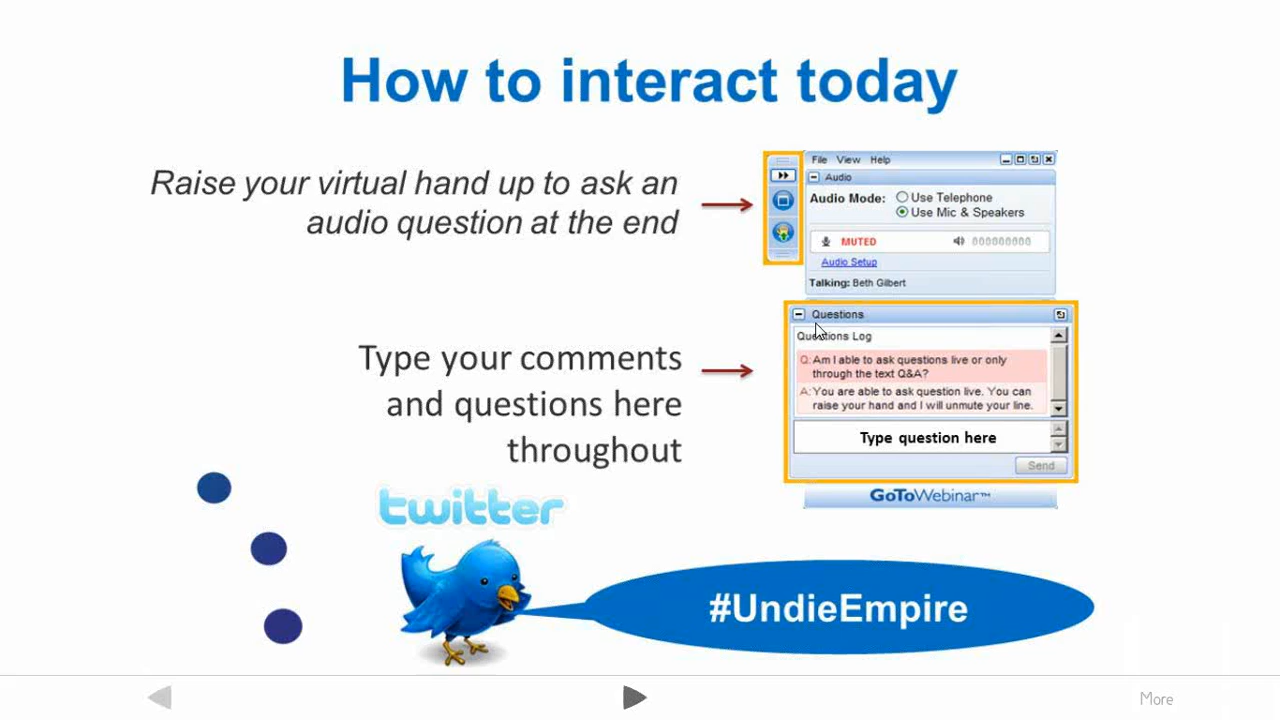 How to interact today
Raise your virtual hand up to ask an
audio question at the end
File View Help
Audio
Audio Mode: Use Telephone
Use Mic & Speakers
MUTED 000000000
Audio Setup
Talking: Beth Gilbert
Type your comments
and questions here
throughout
Questions
Questions Log
Q: Am I able to ask questions live or only
through the text Q&A?
A: You are able to ask question live. You can
raise your hand and I will unmute your line.
Type question here
Send
GoToWebinar™
twitter
#UndieEmpire
More